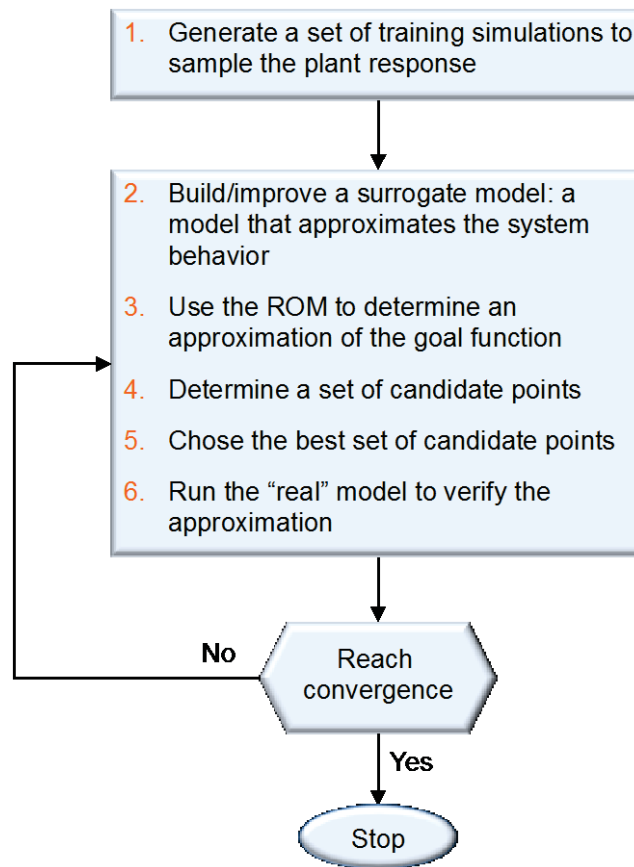 1. Generate a set of training simulations to
sample the plant response
2. Build/improve a surrogate model: a
model that approximates the system
behavior
3. Use the ROM to determine an
approximation of the goal function
4. Determine a set of candidate points
5. Chose the best set of candidate points
6. Run the “real” model to verify the
approximation
No
Reach
convergence
Yes
Stop